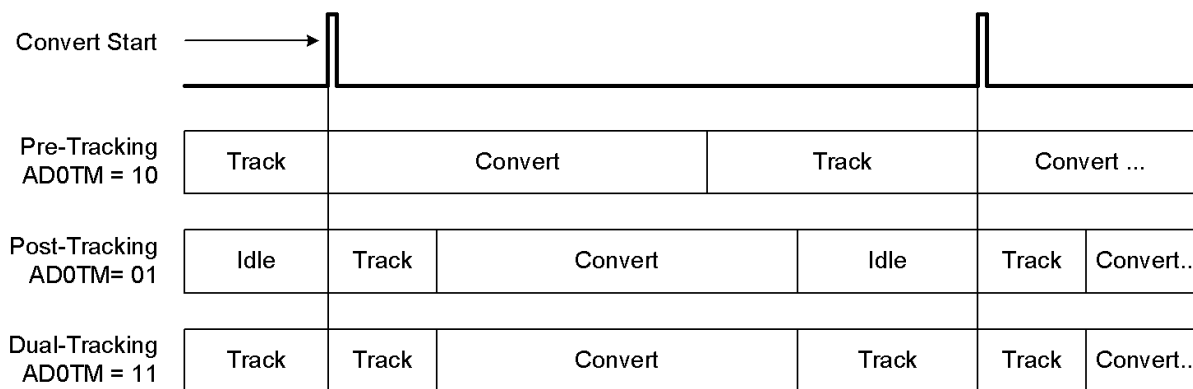 Convert Start
Pre-Tracking
AD0TM = 10
Track
Convert
Track
Convert ...
Post-Tracking
AD0TM= 01
Idle
Track
Convert
Idle
Track
Convert..
Dual-Tracking
AD0TM = 11
Track
Track
Convert
Track
Track
Convert..